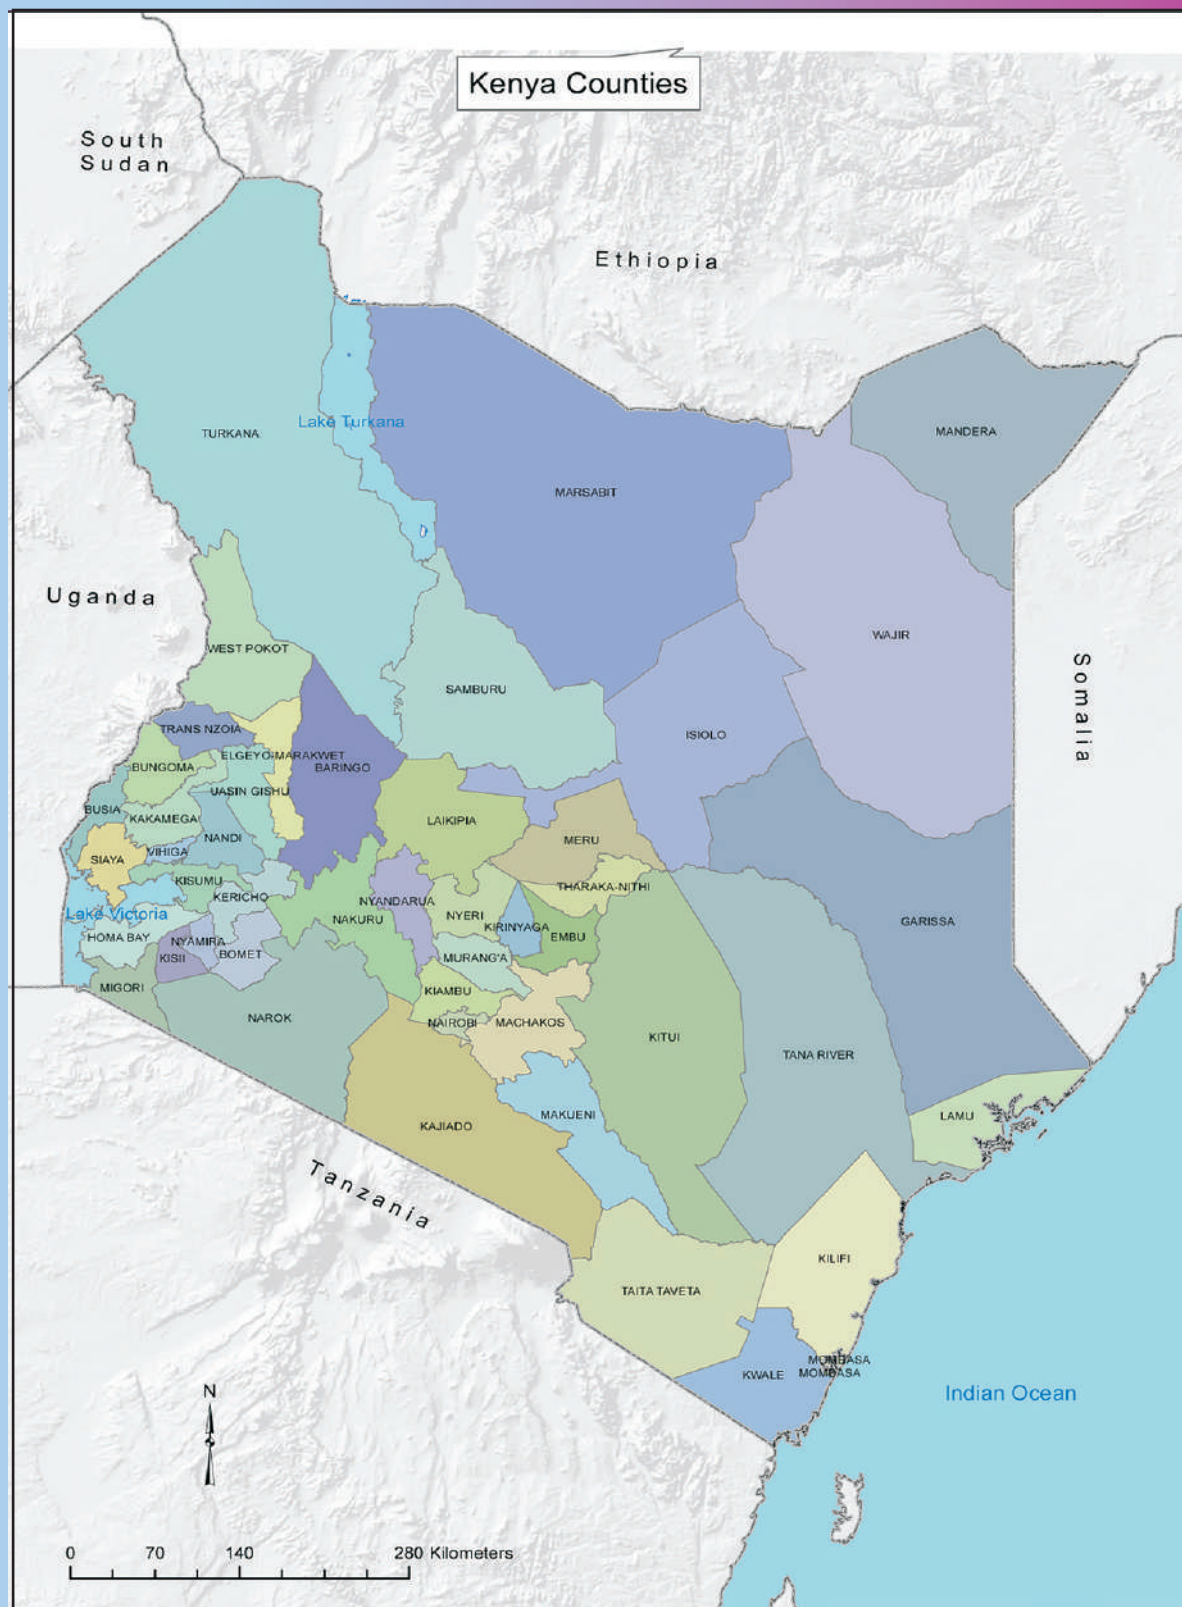 Kenya Counties
South
Sudan
Ethiopia
Lake Turkana
TURKANA
MANDERA
MARSABIT
Uganda
WAJIR
WEST POKOT
Somalia
SAMBURU
TRANS NZOIA
ISIOLO
ELGEYO-MARAKWET
BUNGOMA
BARINGO
UASIN GISHU
BUSIA
KAKAMEGA
LAIKIPIA
NANDI
MERU
VIHIGA
SIAYA
KISUMU
THARAKA-NITHI
KERICHO
NYANDARUA
Lake Victoria
NAKURU
NYERI
GARISSA
KIRINYAGA
HOMA BAY
NYAMIRA
EMBU
BOMET
KISII
MURANG'A
MIGORI
KIAMBU
NAROK
NAIROBI
MACHAKOS
KITUI
TANA RIVER
MAKUENI
LAMU
KAJIADO
Tanzania
KILIFI
TAITA TAVETA
MOMBASA
KWALE
MOMBASA
Indian Ocean
N
0 70 140 280 Kilometers